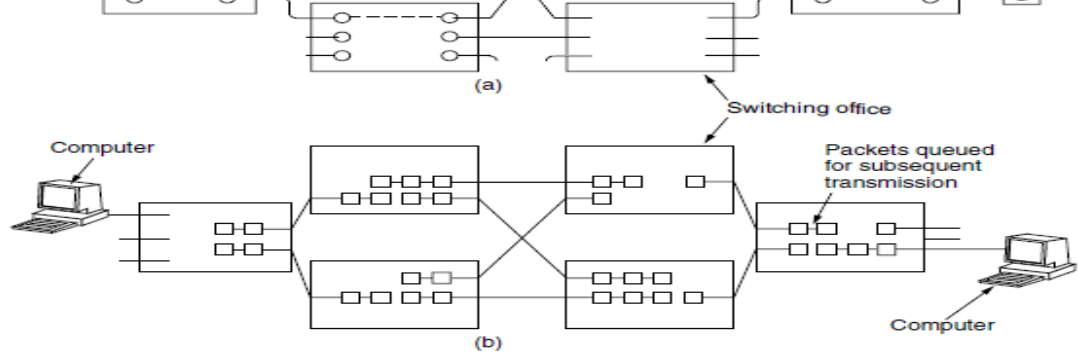 (a)
Switching office
Computer
Packets queued
for subsequent
transmission
Computer
(b)